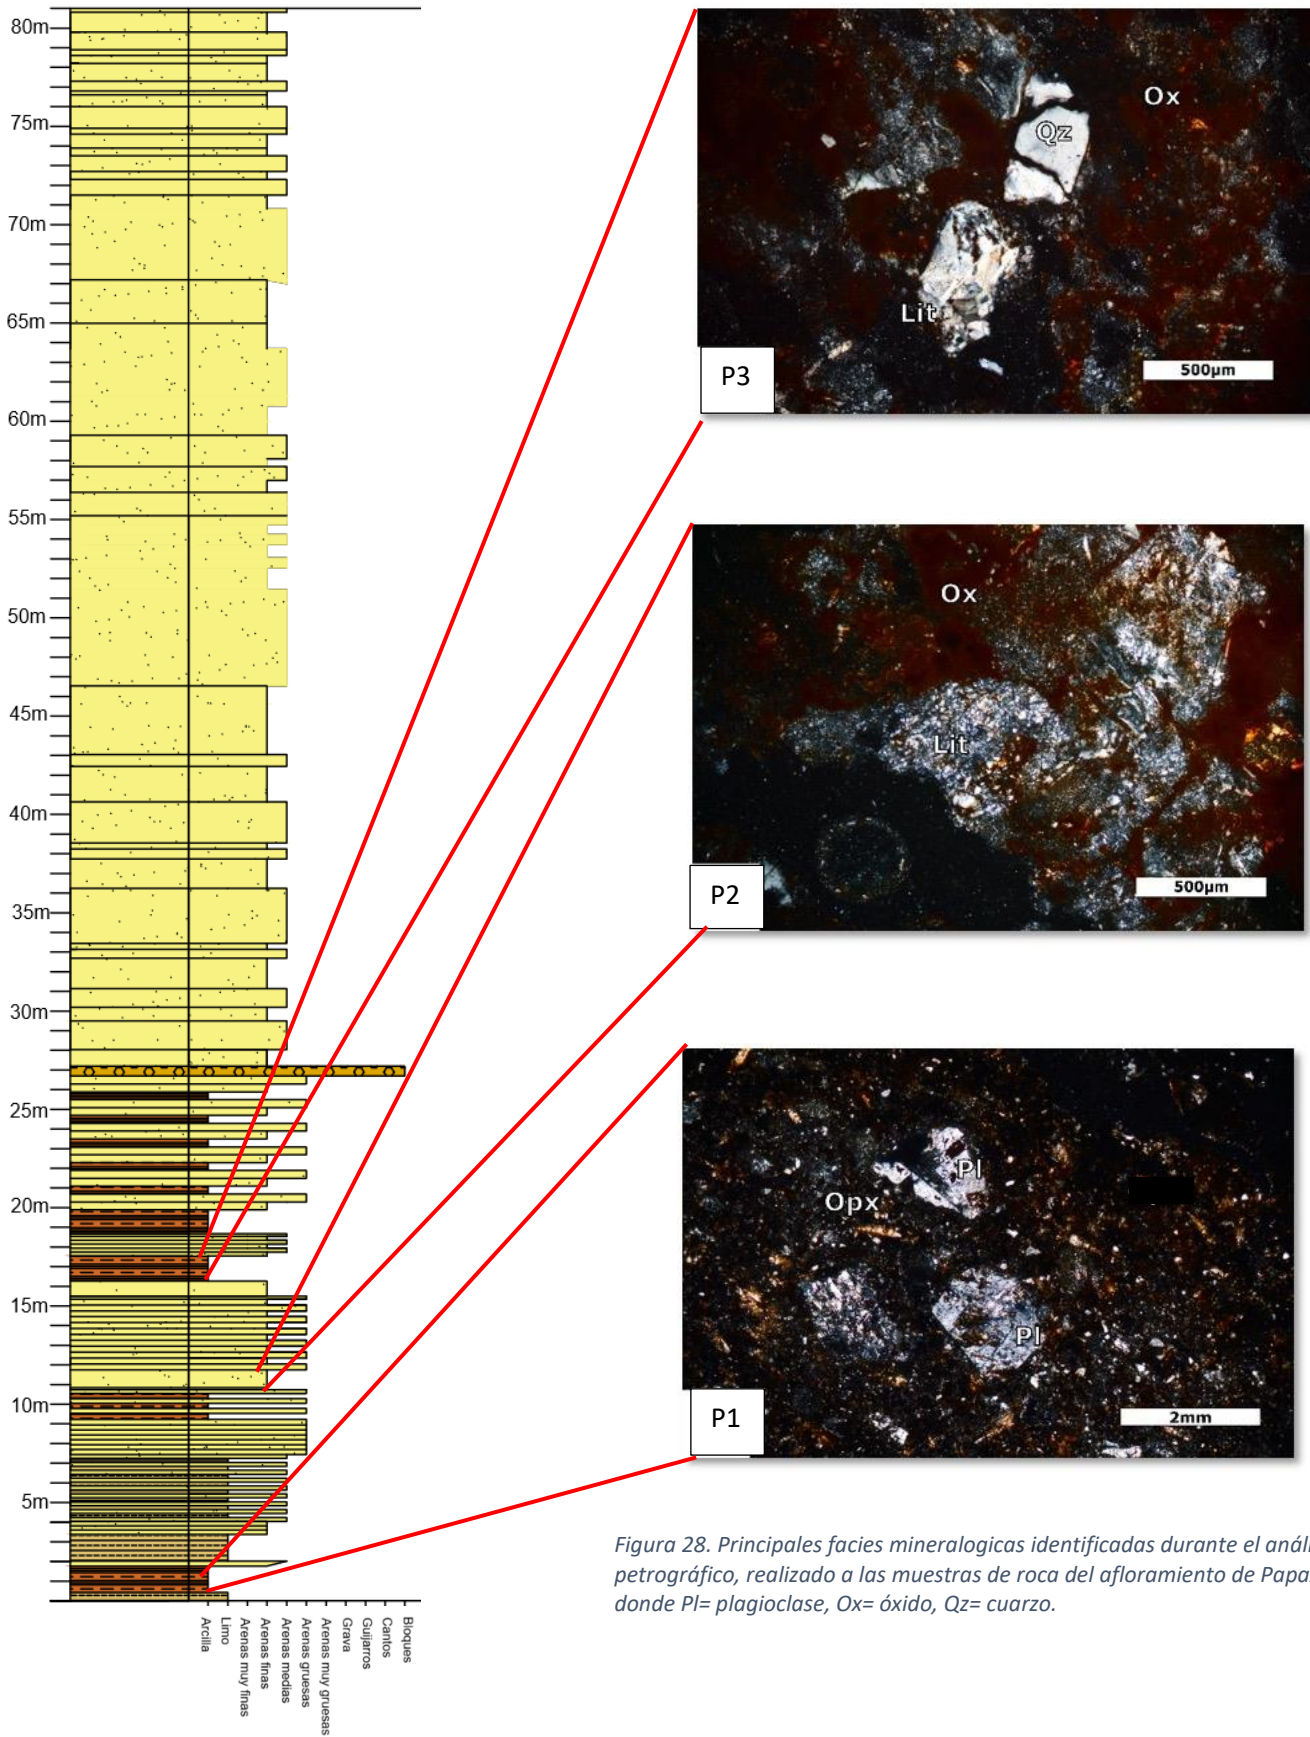 80m
75m
70m
65m
60m
55m
50m
45m
40m
35m
30m
25m
20m
15m
10m
5m
Arcilla
Limo
Arenas muy finas
Arenas finas
Arenas medias
Arenas gruesas
Arenas muy gruesas
Grava
Guijarros
Cantos
Bloques
Ox
Qz
Lit
P3
500µm
Ox
Lit
P2
500µm
Pl
Opx
Pl
P1
2mm
Figura 28. Principales facies mineralogicas identificadas durante el análi
petrográfico, realizado a las muestras de roca del afloramiento de Papa
donde Pl= plagioclase, Ox= óxido, Qz= cuarzo.